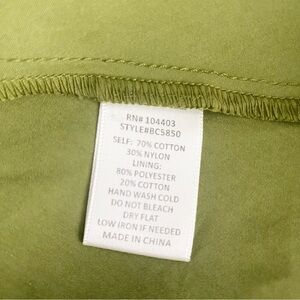 RN# 104403
STYLE#BC5850
SELF: 70% COTTON
30% NYLON
LINING:
80% POLYESTER
20% COTTON
HAND WASH COLD
DO NOT BLEACH
DRY FLAT
LOW IRON IF NEEDED
MADE IN CHINA